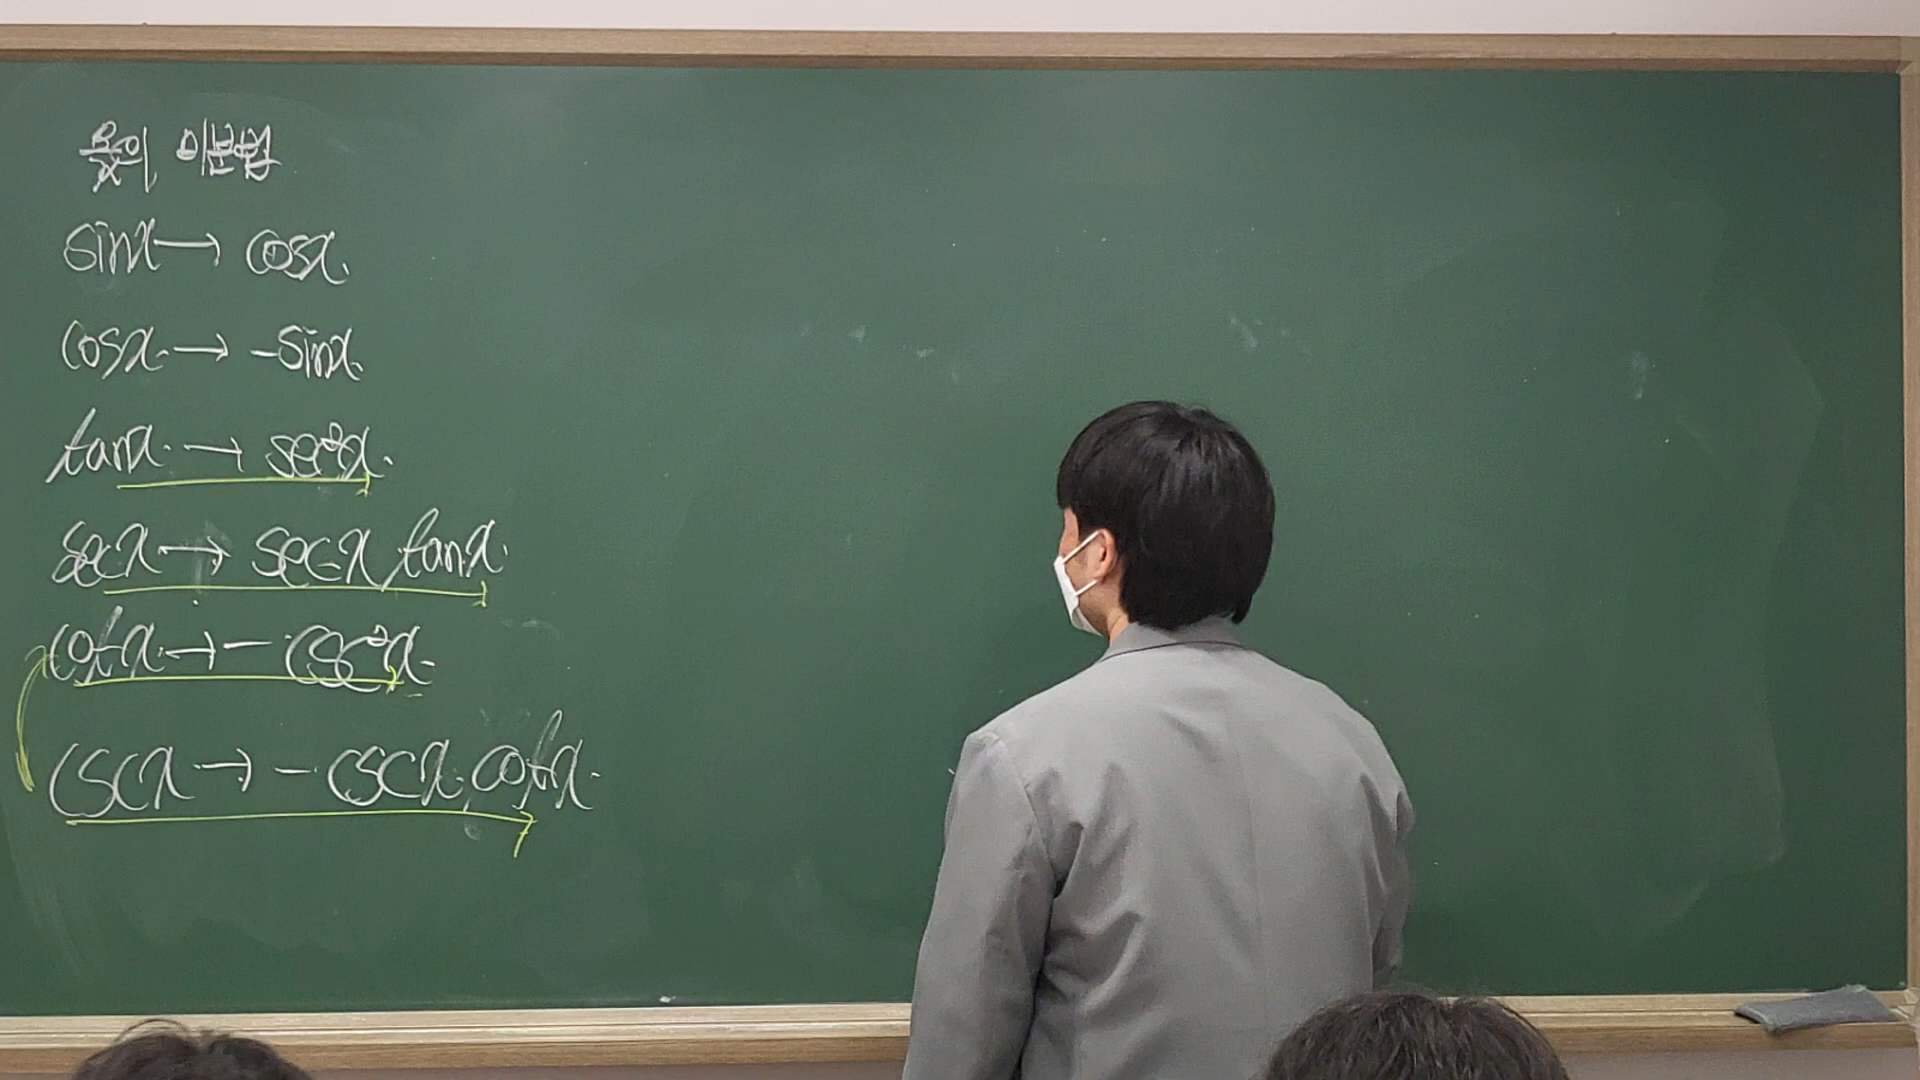 몫의 미분법
sinx → cosx.
cosx. → -sinx.
tanx. → sec²x.
secx → secx tanx.
cotx. → - csc²x.
cscx → - cscx.cotx.